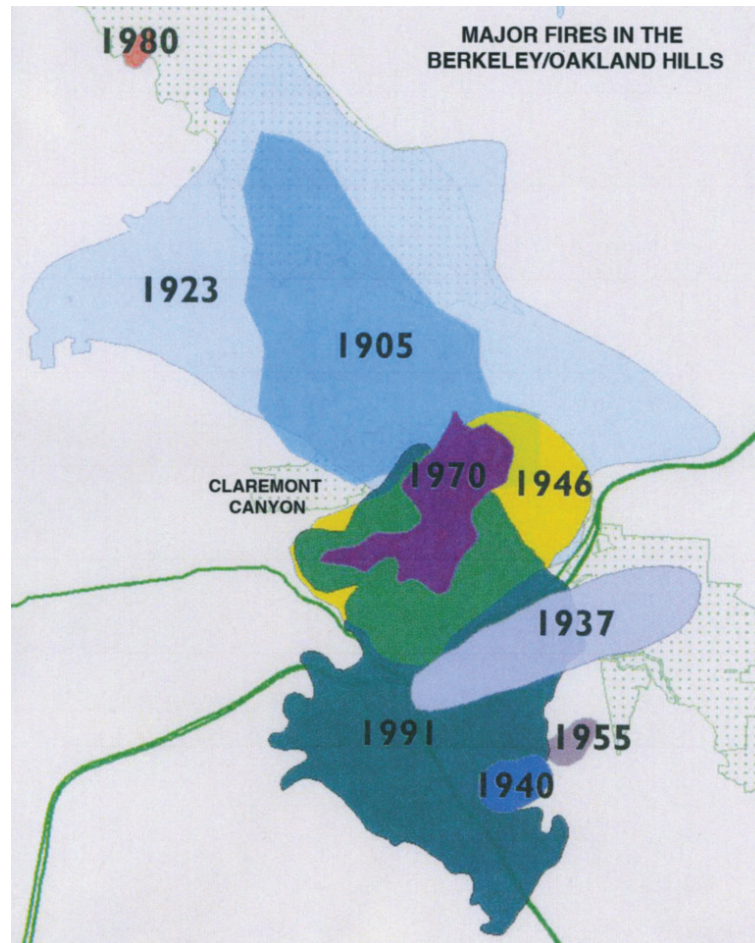 1980
MAJOR FIRES IN THE
BERKELEY/OAKLAND HILLS
1923
1905
1970
1946
CLAREMONT
CANYON
1937
1991
1955
1940